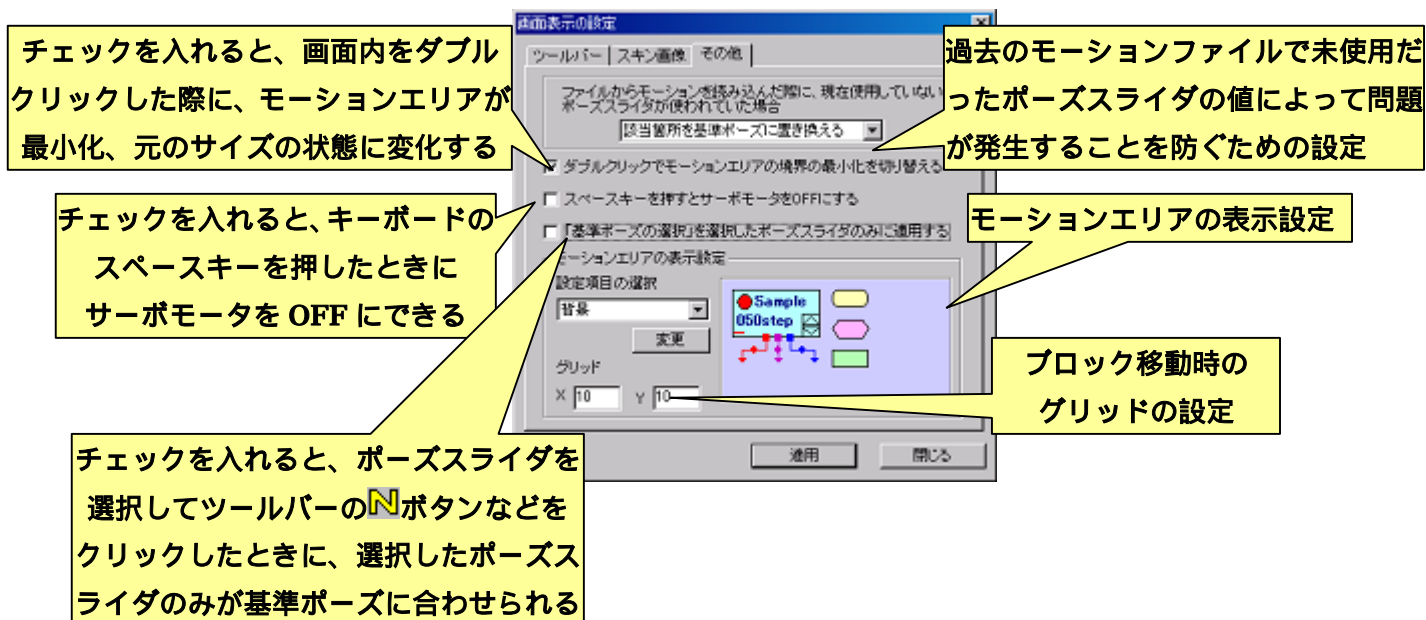 画面表示の設定
チェックを入れると、画面内をダブル
クリックした際に、モーションエリアが
最小化、元のサイズの状態に変化する
過去のモーションファイルで未使用だ
ったポーズスライダの値によって問題
が発生することを防ぐための設定
ツールバー
スキン画像
その他
ファイルからモーションを読み込んだ際に、現在使用していない
ポーズスライダが使われていた場合
該当箇所を基準ポーズに置き換える
ダブルクリックでモーションエリアの境界の最小化を切り替える
チェックを入れると、キーボードの
スペースキーを押したときに
サーボモータを OFF にできる
スペースキーを押すとサーボモータをOFFにする
「基準ポーズの選択」を選択したポーズスライダのみに適用する
モーションエリアの表示設定
ーションエリアの表示設定
設定項目の選択
背景
変更
Sample
050step
グリッド
X 10 Y 10
ブロック移動時の
グリッドの設定
適用
閉じる
チェックを入れると、ポーズスライダを
選択してツールバーのNボタンなどを
クリックしたときに、選択したポーズス
ライダのみが基準ポーズに合わせられる